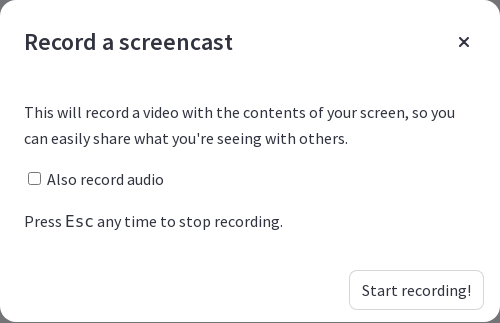 Record a screencast
This will record a video with the contents of your screen, so you
can easily share what you're seeing with others.
Also record audio
Press Esc any time to stop recording.
Start recording!